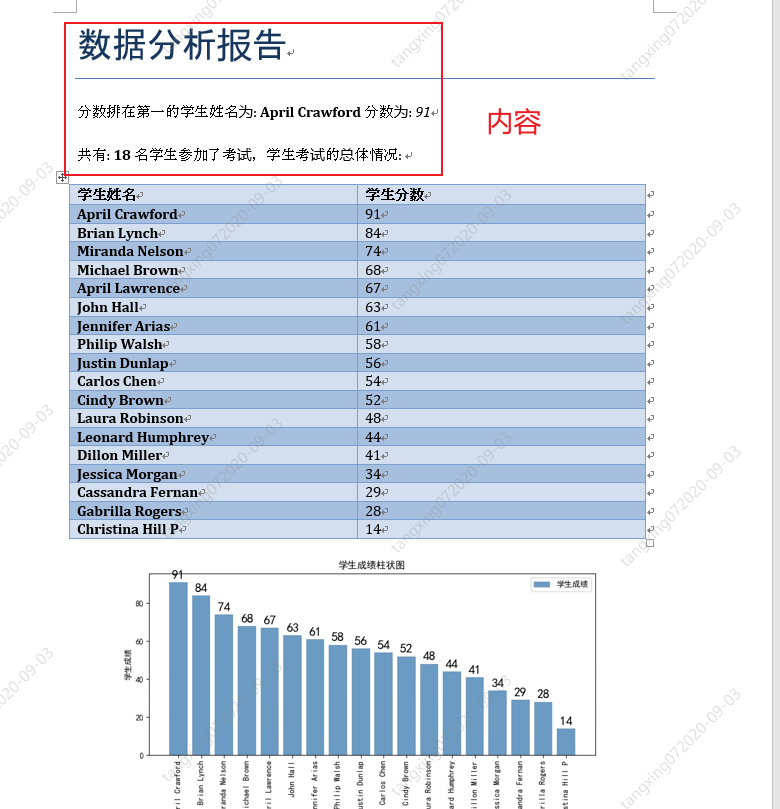 数据分析报告
分数排在第一的学生姓名为: April Crawford 分数为: 91
内容
共有: 18 名学生参加了考试，学生考试的总体情况:
学生姓名 学生分数
April Crawford 91
Brian Lynch 84
Miranda Nelson 74
Michael Brown 68
April Lawrence 67
John Hall 63
Jennifer Arias 61
Philip Walsh 58
Justin Dunlap 56
Carlos Chen 54
Cindy Brown 52
Laura Robinson 48
Leonard Humphrey 44
Dillon Miller 41
Jessica Morgan 34
Cassandra Fernan 29
Gabrilla Rogers 28
Christina Hill P 14
学生成绩柱状图
学生成绩
91 84 74 68 67 63 61 58 56 54 52 48 44 41 34 29 28 14
学生成绩
80
60
40
20
0
ril Crawford
Brian Lynch
randa Nelson
ichael Brown
ril Lawrence
John Hall
nnifer Arias
Philip Walsh
ustin Dunlap
Carlos Chen
Cindy Brown
ura Robinson
ard Humphrey
illon Miller
ssica Morgan
andra Fernan
rilla Rogers
stina Hill P
tangxing072020-09-03